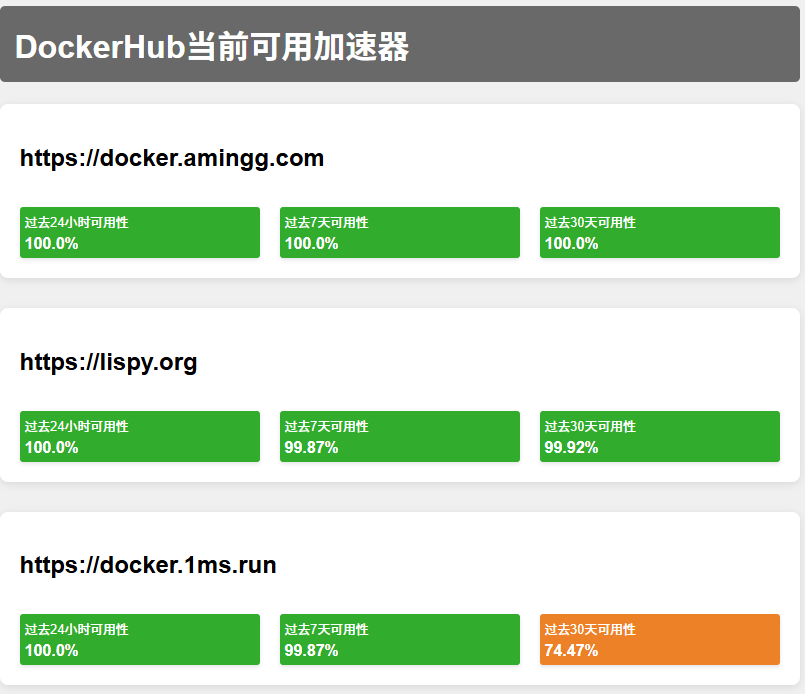 DockerHub当前可用加速器
https://docker.amingg.com
过去24小时可用性 过去7天可用性 过去30天可用性
100.0% 100.0% 100.0%
https://lispy.org
过去24小时可用性 过去7天可用性 过去30天可用性
100.0% 99.87% 99.92%
https://docker.1ms.run
过去24小时可用性 过去7天可用性 过去30天可用性
100.0% 99.87% 74.47%